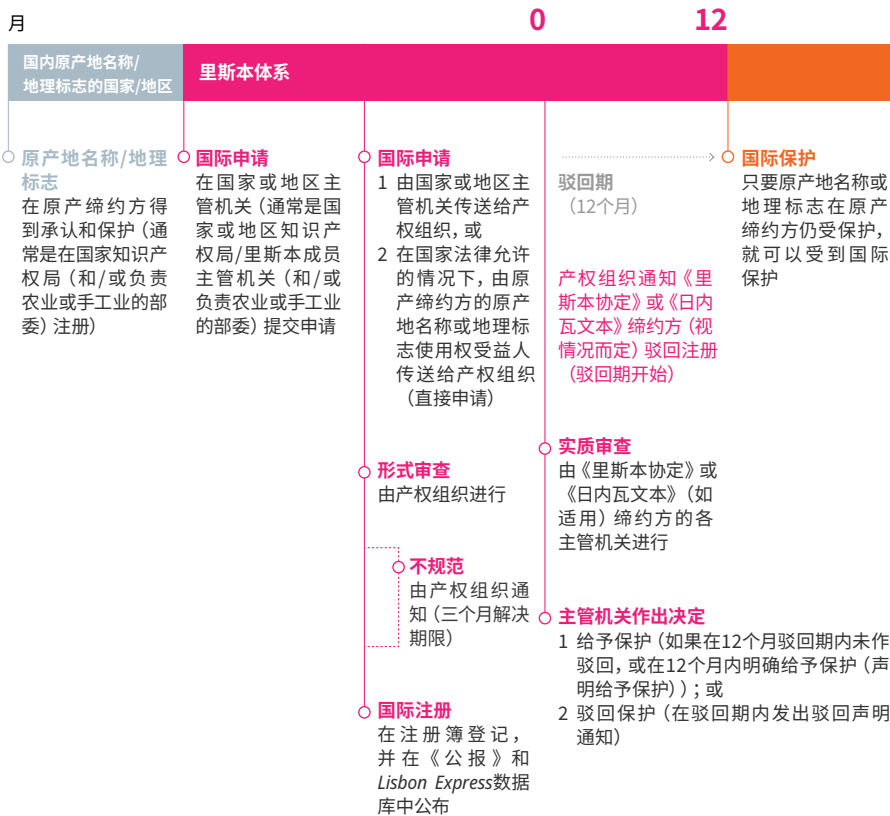 月
0
12
国内原产地名称/
地理标志的国家/地区
里斯本体系
原产地名称/地理
标志
在原产缔约方得
到承认和保护（通
常是在国家知识产
权局（和/或负责
农业或手工业的部
委）注册）
国际申请
在国家或地区主
管机关（通常是国
家或地区知识产
权局/里斯本成员
主管机关（和/或
负责农业或手工业
的部委）提交申请
国际申请
1 由国家或地区主
管机关传送给产
权组织，或
2 在国家法律允许
的情况下，由原
产缔约方的原产
地名称或地理标
志使用权受益人
传送给产权组织
（直接申请）
形式审查
由产权组织进行
不规范
由产权组织通
知（三个月解决
期限）
国际注册
在注册簿登记，
并在《公报》和
Lisbon Express数据
库中公布
驳回期
（12个月）
产权组织通知《里
斯本协定》或《日内
瓦文本》缔约方（视
情况而定）驳回注册
（驳回期开始）
实质审查
由《里斯本协定》或
《日内瓦文本》（如
适用）缔约方的各
主管机关进行
主管机关作出决定
1 给予保护（如果在12个月驳回期内未作
驳回，或在12个月内明确给予保护（声
明给予保护））；或
2 驳回保护（在驳回期内发出驳回声明
通知）
国际保护
只要原产地名称或
地理标志在原产
缔约方仍受保护，
就可以受到国际
保护